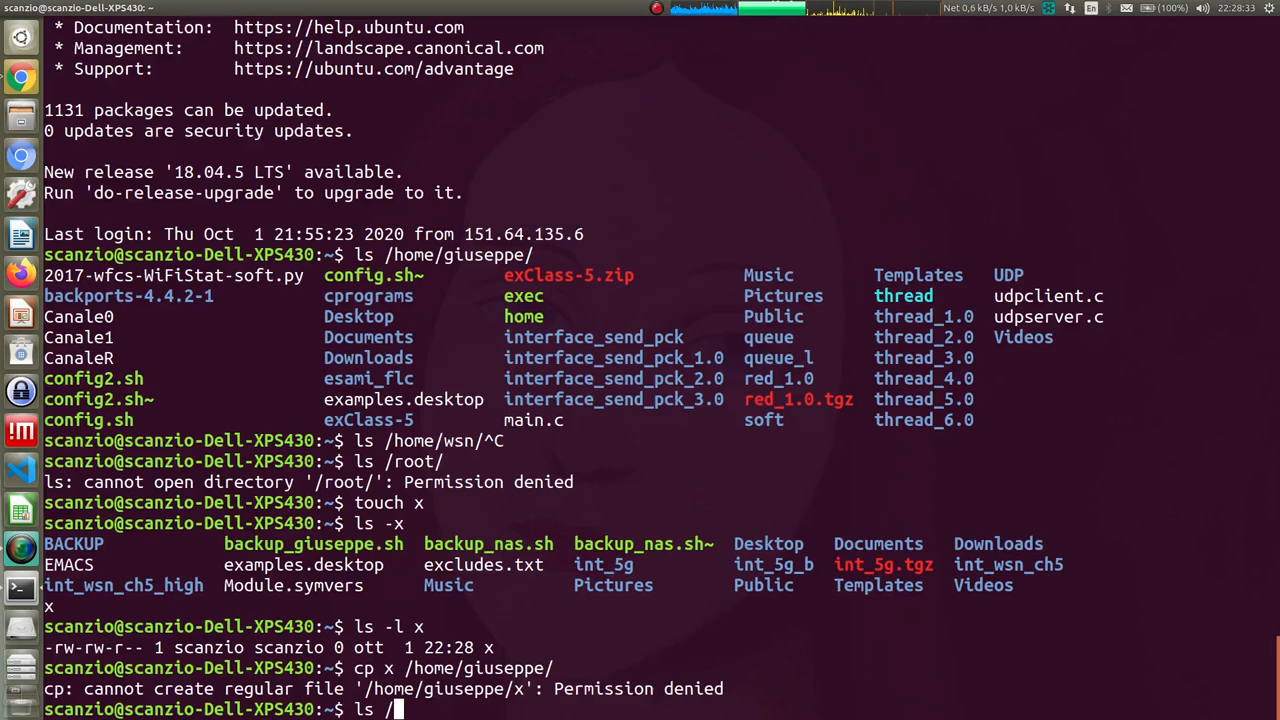 scanzio@scanzio-Dell-XPS430: ~
Net 0,6 kB/s 1,0 kB/s
En
(100%)
22:28:33
* Documentation:  https://help.ubuntu.com
* Management:     https://landscape.canonical.com
* Support:        https://ubuntu.com/advantage
1131 packages can be updated.
0 updates are security updates.
New release '18.04.5 LTS' available.
Run 'do-release-upgrade' to upgrade to it.
Last login: Thu Oct  1 21:55:23 2020 from 151.64.135.6
scanzio@scanzio-Dell-XPS430:~$ ls /home/giuseppe/
2017-wfcs-WiFiStat-soft.py  config.sh~  exClass-5.zip  Music  Templates  UDP
backports-4.4.2-1  cprograms  exec  Pictures  thread  udpclient.c
Canale0  Desktop  home  Public  thread_1.0  udpserver.c
Canale1  Documents  interface_send_pck  queue  thread_2.0  Videos
CanaleR  Downloads  interface_send_pck_1.0  queue_l  thread_3.0
config2.sh  esami_flc  interface_send_pck_2.0  red_1.0  thread_4.0
config2.sh~  examples.desktop  interface_send_pck_3.0  red_1.0.tgz  thread_5.0
config.sh  exClass-5  main.c  soft  thread_6.0
scanzio@scanzio-Dell-XPS430:~$ ls /home/wsn/^C
scanzio@scanzio-Dell-XPS430:~$ ls /root/
ls: cannot open directory '/root/': Permission denied
scanzio@scanzio-Dell-XPS430:~$ touch x
scanzio@scanzio-Dell-XPS430:~$ ls -x
BACKUP  backup_giuseppe.sh  backup_nas.sh  backup_nas.sh~  Desktop  Documents  Downloads
EMACS  examples.desktop  excludes.txt  int_5g  int_5g_b  int_5g.tgz  int_wsn_ch5
int_wsn_ch5_high  Module.symvers  Music  Pictures  Public  Templates  Videos
x
scanzio@scanzio-Dell-XPS430:~$ ls -l x
-rw-rw-r-- 1 scanzio scanzio 0 ott  1 22:28 x
scanzio@scanzio-Dell-XPS430:~$ cp x /home/giuseppe/
cp: cannot create regular file '/home/giuseppe/x': Permission denied
scanzio@scanzio-Dell-XPS430:~$ ls /